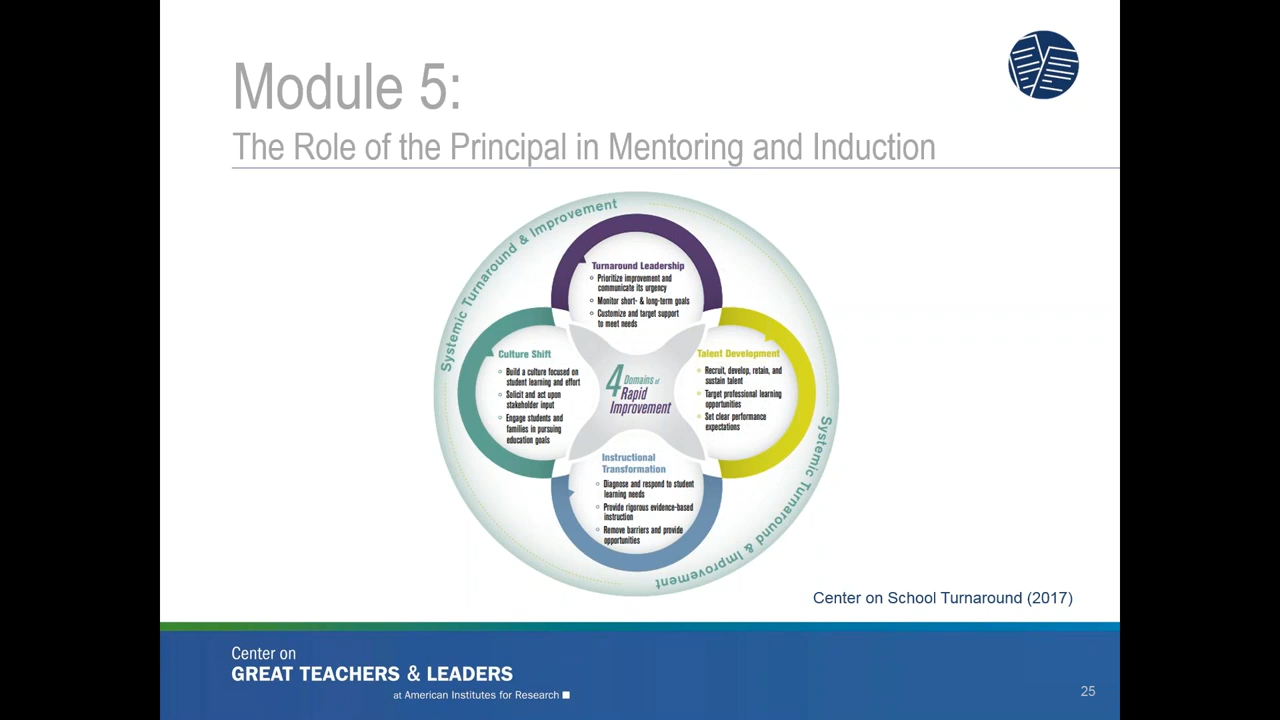 Module 5:
The Role of the Principal in Mentoring and Induction
Systemic Turnaround & Improvement
Turnaround Leadership
Prioritize improvement and
communicate its urgency
Monitor short- & long-term goals
Customize and target support
to meet needs
Culture Shift
Build a culture focused on
student learning and effort
Solicit and act upon
stakeholder input
Engage students and
families in pursuing
education goals
4 Domains of
Rapid
Improvement
Talent Development
Recruit, develop, retain, and
sustain talent
Target professional learning
opportunities
Set clear performance
expectations
Instructional
Transformation
Diagnose and respond to student
learning needs
Provide rigorous evidence-based
instruction
Remove barriers and provide
opportunities
Systemic Turnaround & Improvement
Center on School Turnaround (2017)
Center on
GREAT TEACHERS & LEADERS
at American Institutes for Research
25